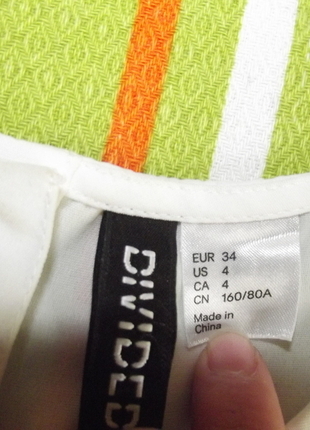 DIVIDED
EUR 34
US 4
CA 4
CN 160/80A
Made in
China